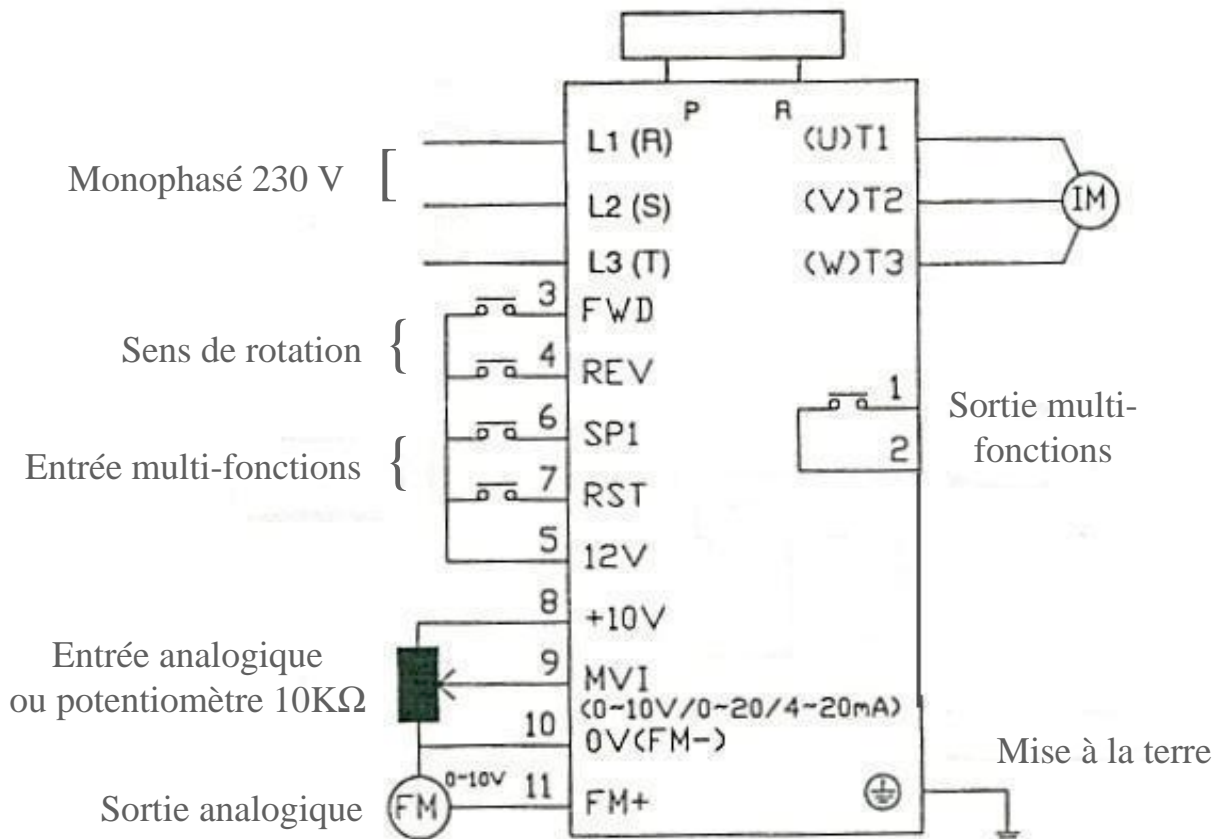 P R
L1 (R) (U)T1
Monophasé 230 V [
L2 (S) (V)T2 IM
L3 (T) (W)T3
3 FWD
Sens de rotation {
4 REV
1 Sortie multi-
6 SP1
2 fonctions
Entrée multi-fonctions {
7 RST
5 12V
8 +10V
Entrée analogique
9 MVI
ou potentiomètre 10KΩ
(0~10V/0~20/4~20mA)
10 0V(FM-)
Mise à la terre
Sortie analogique FM 0~10V 11 FM+